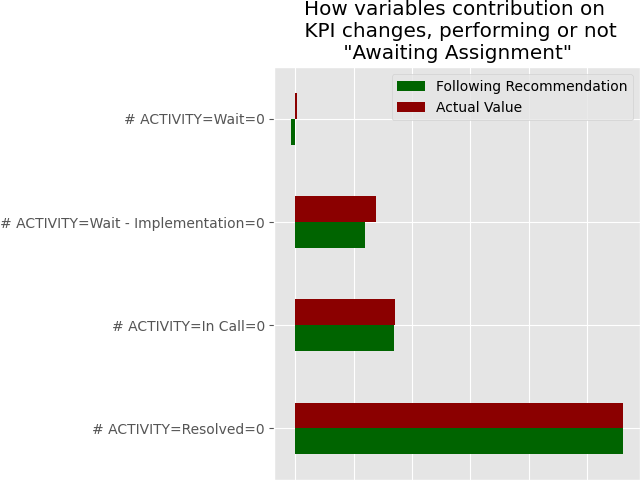 How variables contribution on
KPI changes, performing or not
"Awaiting Assignment"
Following Recommendation
Actual Value
# ACTIVITY=Wait=0
# ACTIVITY=Wait - Implementation=0
# ACTIVITY=In Call=0
# ACTIVITY=Resolved=0